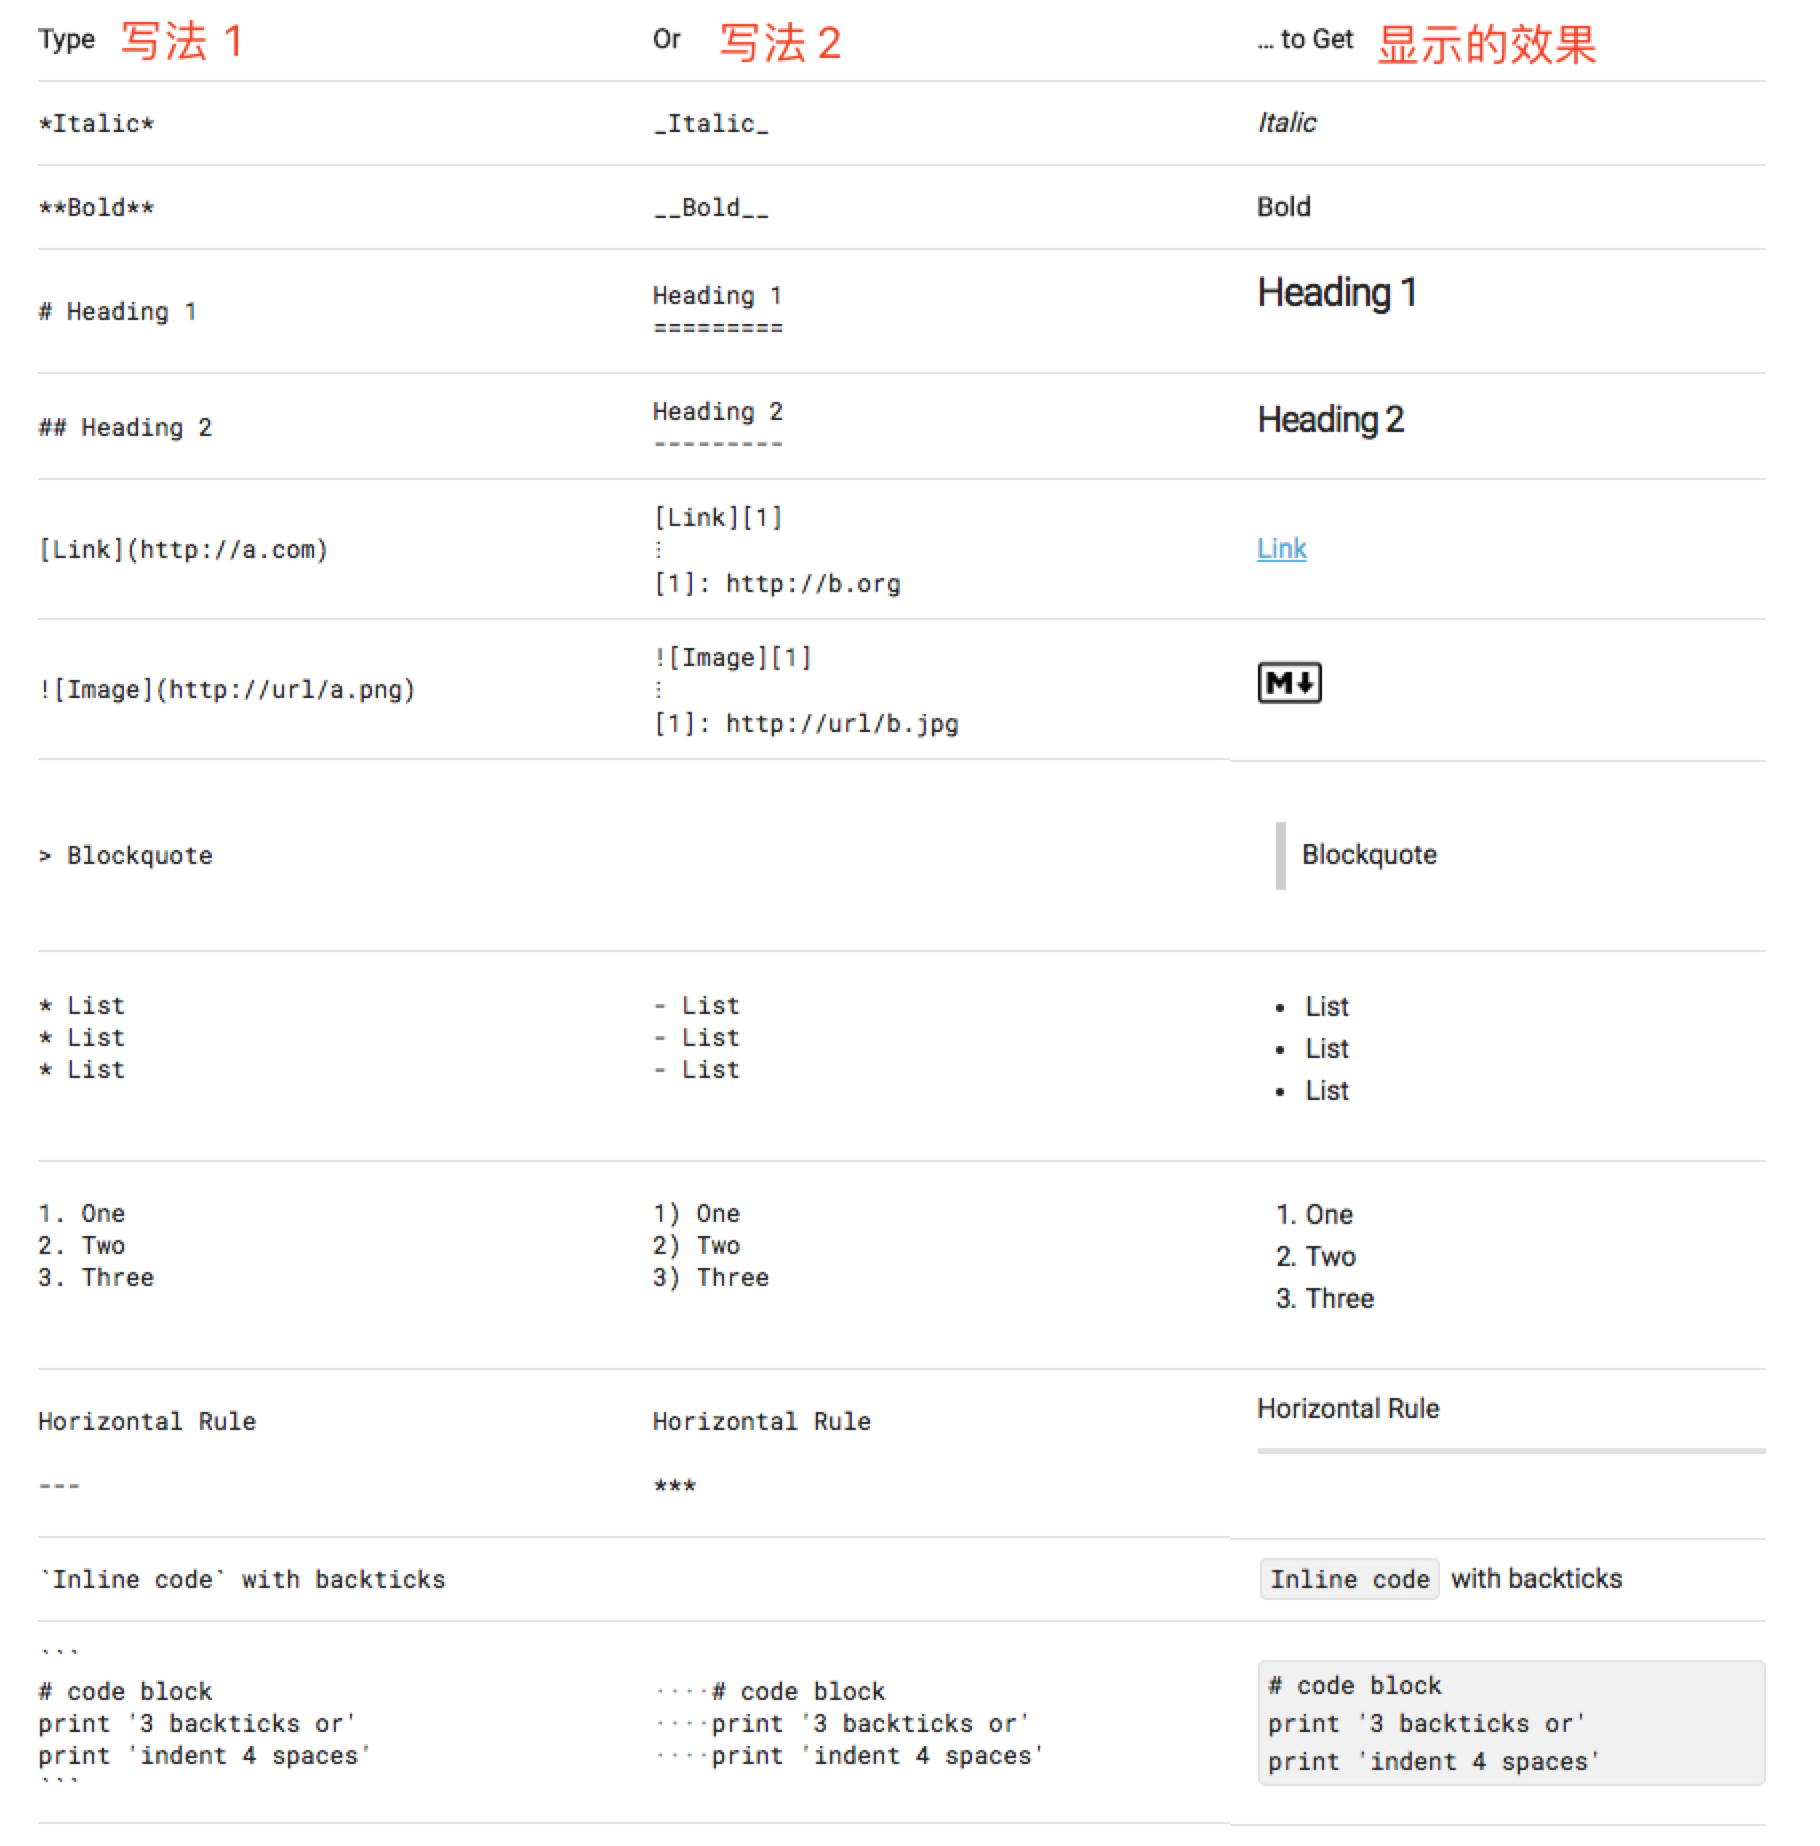 Type 写法 1 Or 写法 2 ... to Get 显示的效果
*Italic* _Italic_ Italic
**Bold** __Bold__ Bold
# Heading 1
Heading 1
=========
Heading 1
## Heading 2
Heading 2
---------
Heading 2
[Link](http://a.com)
[Link][1]
⋮
[1]: http://b.org
Link
![Image](http://url/a.png)
![Image][1]
⋮
[1]: http://url/b.jpg
M↓
> Blockquote
Blockquote
* List
* List
* List
- List
- List
- List
• List
• List
• List
1. One
2. Two
3. Three
1) One
2) Two
3) Three
1. One
2. Two
3. Three
Horizontal Rule
---
Horizontal Rule
***
Horizontal Rule
`Inline code` with backticks
Inline code with backticks
```
# code block
print '3 backticks or'
print 'indent 4 spaces'
```
····# code block
····print '3 backticks or'
····print 'indent 4 spaces'
# code block
print '3 backticks or'
print 'indent 4 spaces'